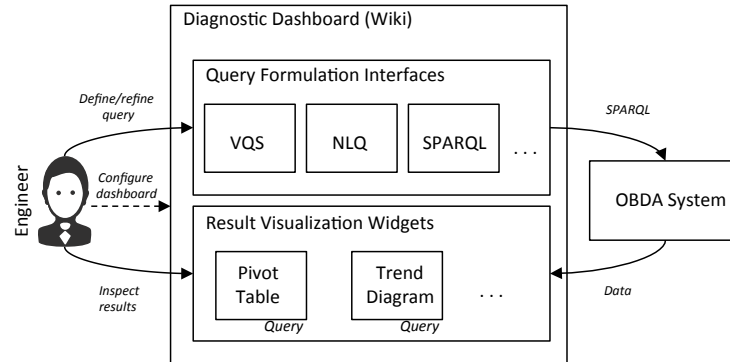 Diagnostic Dashboard (Wiki)
Query Formulation Interfaces
VQS
NLQ
SPARQL
. . .
Define/refine
query
SPARQL
Engineer
Configure
dashboard
OBDA System
Result Visualization Widgets
Pivot
Table
Query
Trend
Diagram
Query
. . .
Inspect
results
Data